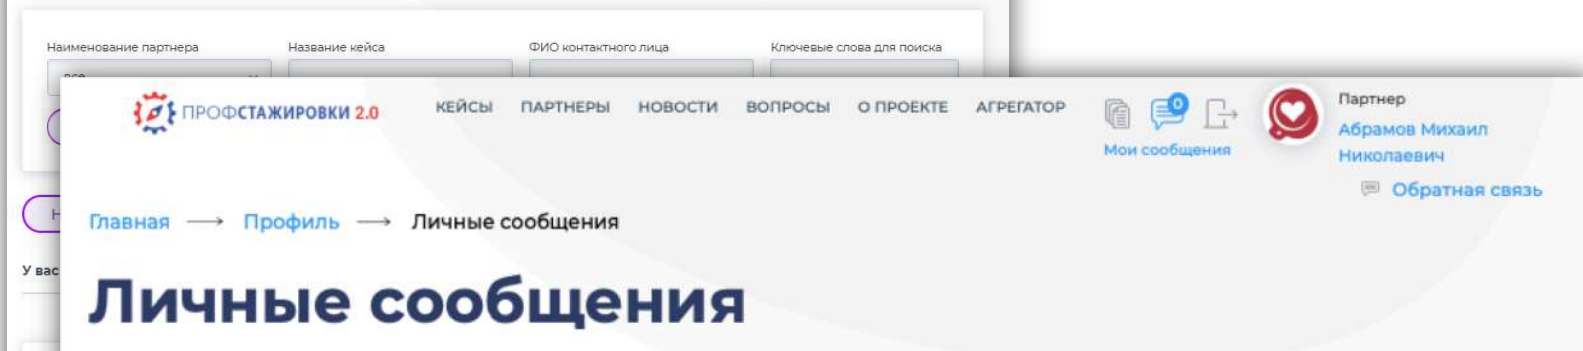 Наименование партнера
Название кейса
ФИО контактного лица
Ключевые слова для поиска
все
ПРОФСТАЖИРОВКИ 2.0
КЕЙСЫ
ПАРТНЕРЫ
НОВОСТИ
ВОПРОСЫ
О ПРОЕКТЕ
АГРЕГАТОР
0
Мои сообщения
Партнер
Абрамов Михаил
Николаевич
Обратная связь
Главная → Профиль → Личные сообщения
У вас
Личные сообщения